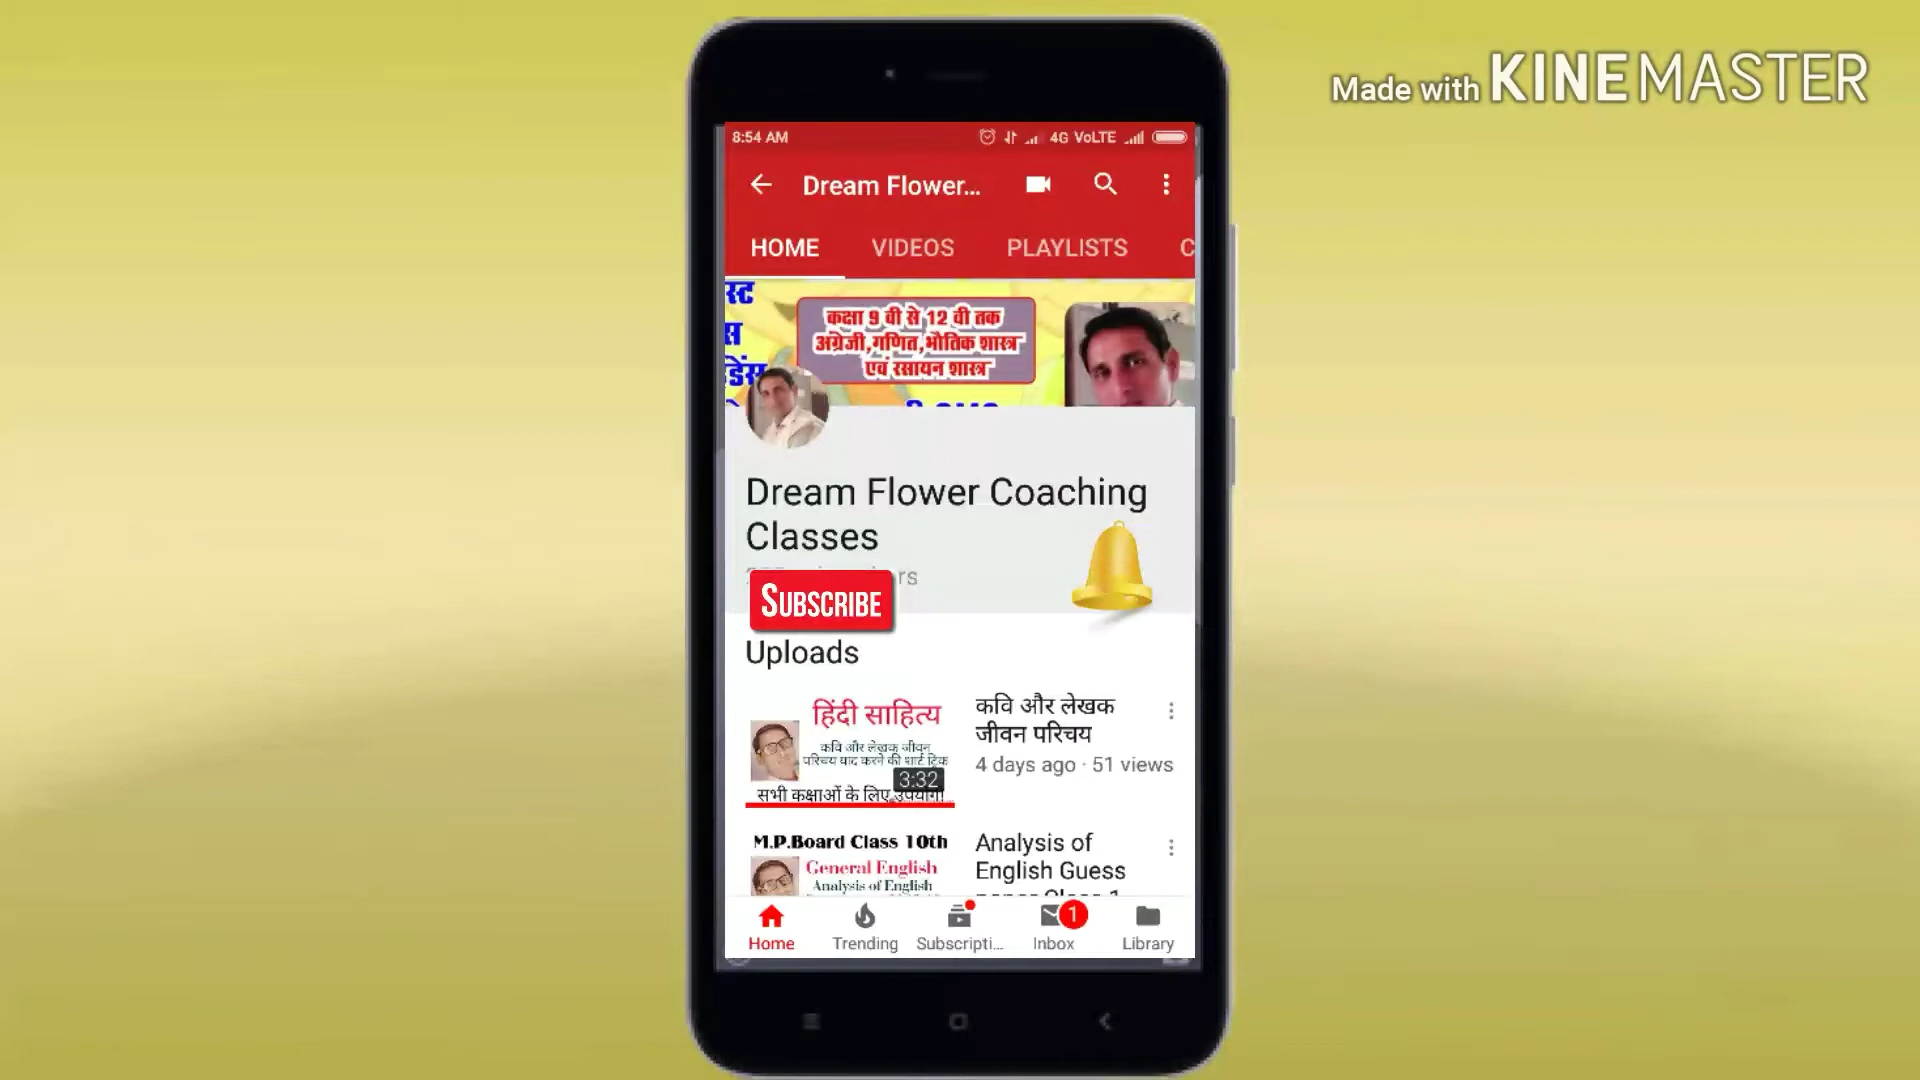 Made with KINEMASTER
8:54 AM
4G VoLTE
Dream Flower...
HOME VIDEOS PLAYLISTS C
स्ट
स
डेंस
कक्षा 9 वी से 12 वी तक
अंग्रेजी,गणित,भौतिक शास्त्र
एवं रसायन शास्त्र
Dream Flower Coaching
Classes
SUBSCRIBE
Uploads
हिंदी साहित्य
कवि और लेखक जीवन
परिचय याद करने की शार्ट ट्रिक
3:32
सभी कक्षाओं के लिए उपयोगी
कवि और लेखक
जीवन परिचय
4 days ago · 51 views
M.P.Board Class 10th
General English
Analysis of English
Analysis of
English Guess
Home Trending Subscripti... Inbox Library
1